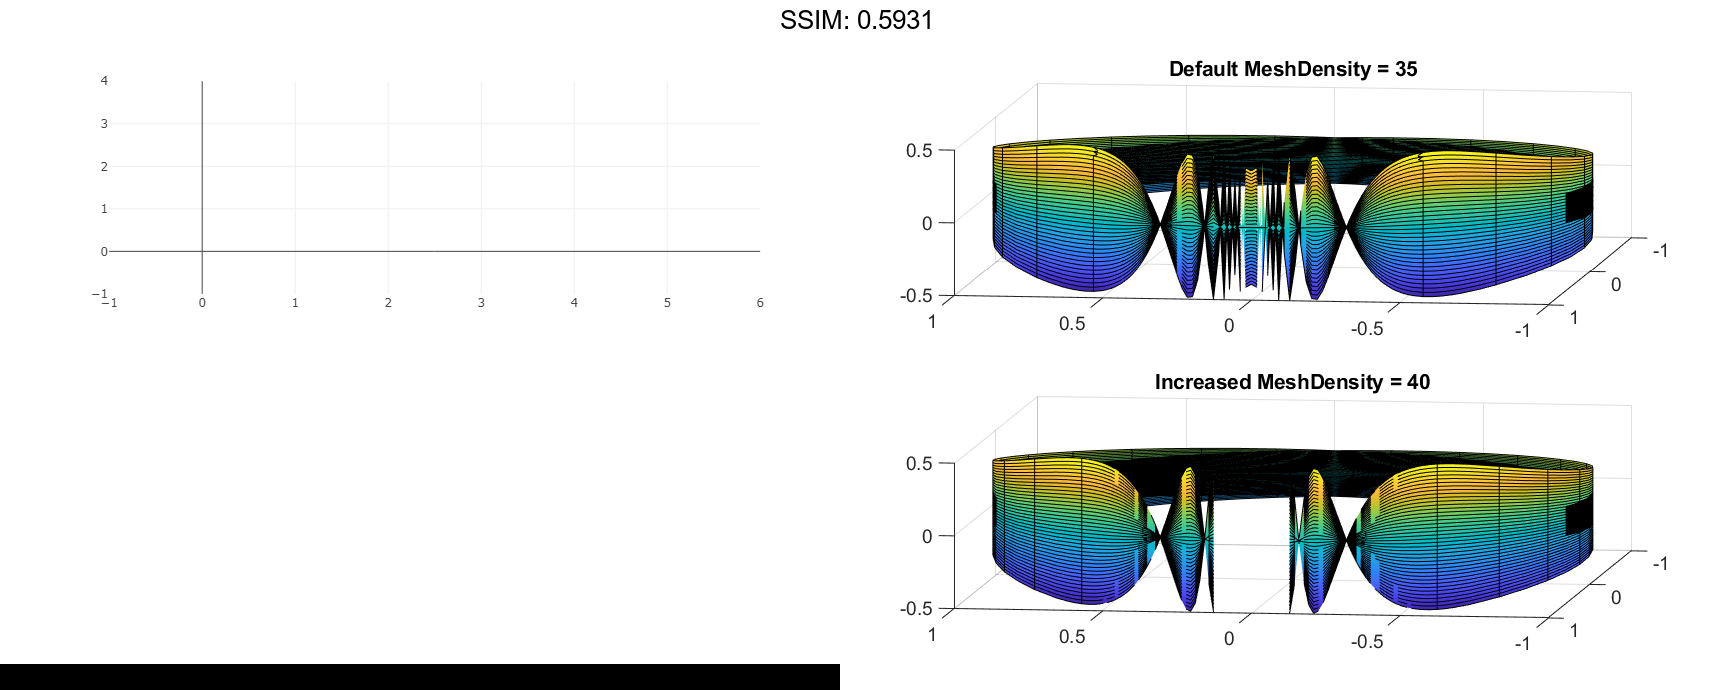 SSIM: 0.5931
4
3
2
1
0
−1
−1 0 1 2 3 4 5 6
Default MeshDensity = 35
0.5
0
-0.5
1 0.5 0 -0.5 -1
1 0 -1
Increased MeshDensity = 40
0.5
0
-0.5
1 0.5 0 -0.5 -1
1 0 -1